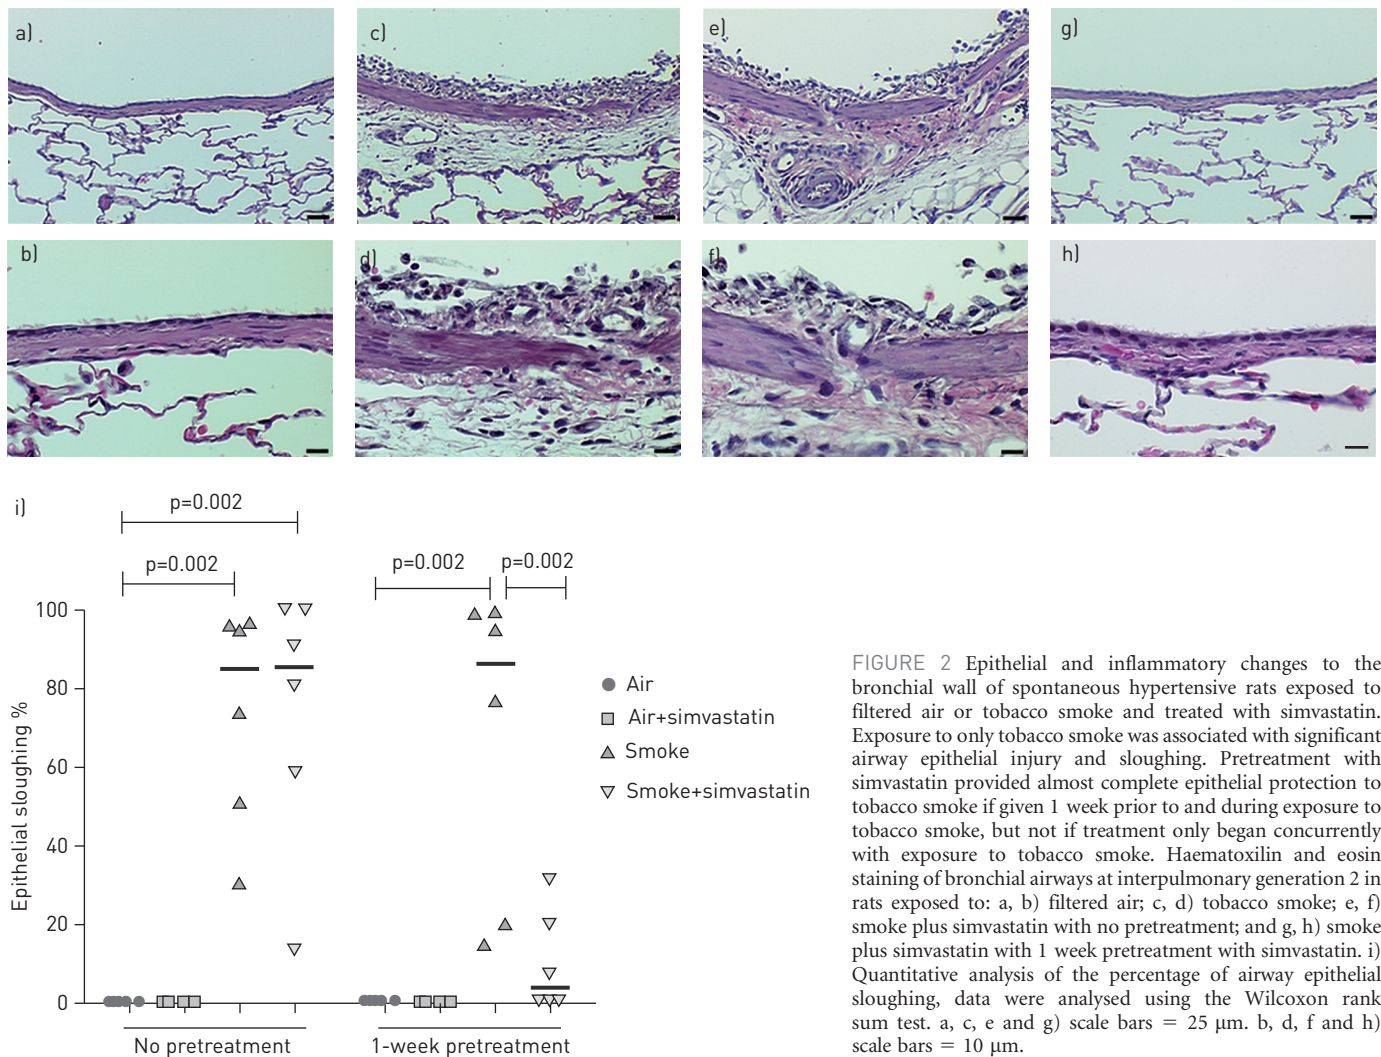 a)
c)
e)
g)
b)
d)
f)
h)
i)
p=0.002
p=0.002
p=0.002
p=0.002
100
80
60
40
20
0
Epithelial sloughing %
No pretreatment
1-week pretreatment
Air
Air+simvastatin
Smoke
Smoke+simvastatin
FIGURE 2 Epithelial and inflammatory changes to the
bronchial wall of spontaneous hypertensive rats exposed to
filtered air or tobacco smoke and treated with simvastatin.
Exposure to only tobacco smoke was associated with significant
airway epithelial injury and sloughing. Pretreatment with
simvastatin provided almost complete epithelial protection to
tobacco smoke if given 1 week prior to and during exposure to
tobacco smoke, but not if treatment only began concurrently
with exposure to tobacco smoke. Haematoxilin and eosin
staining of bronchial airways at interpulmonary generation 2 in
rats exposed to: a, b) filtered air; c, d) tobacco smoke; e, f)
smoke plus simvastatin with no pretreatment; and g, h) smoke
plus simvastatin with 1 week pretreatment with simvastatin. i)
Quantitative analysis of the percentage of airway epithelial
sloughing, data were analysed using the Wilcoxon rank
sum test. a, c, e and g) scale bars = 25 μm. b, d, f and h)
scale bars = 10 μm.